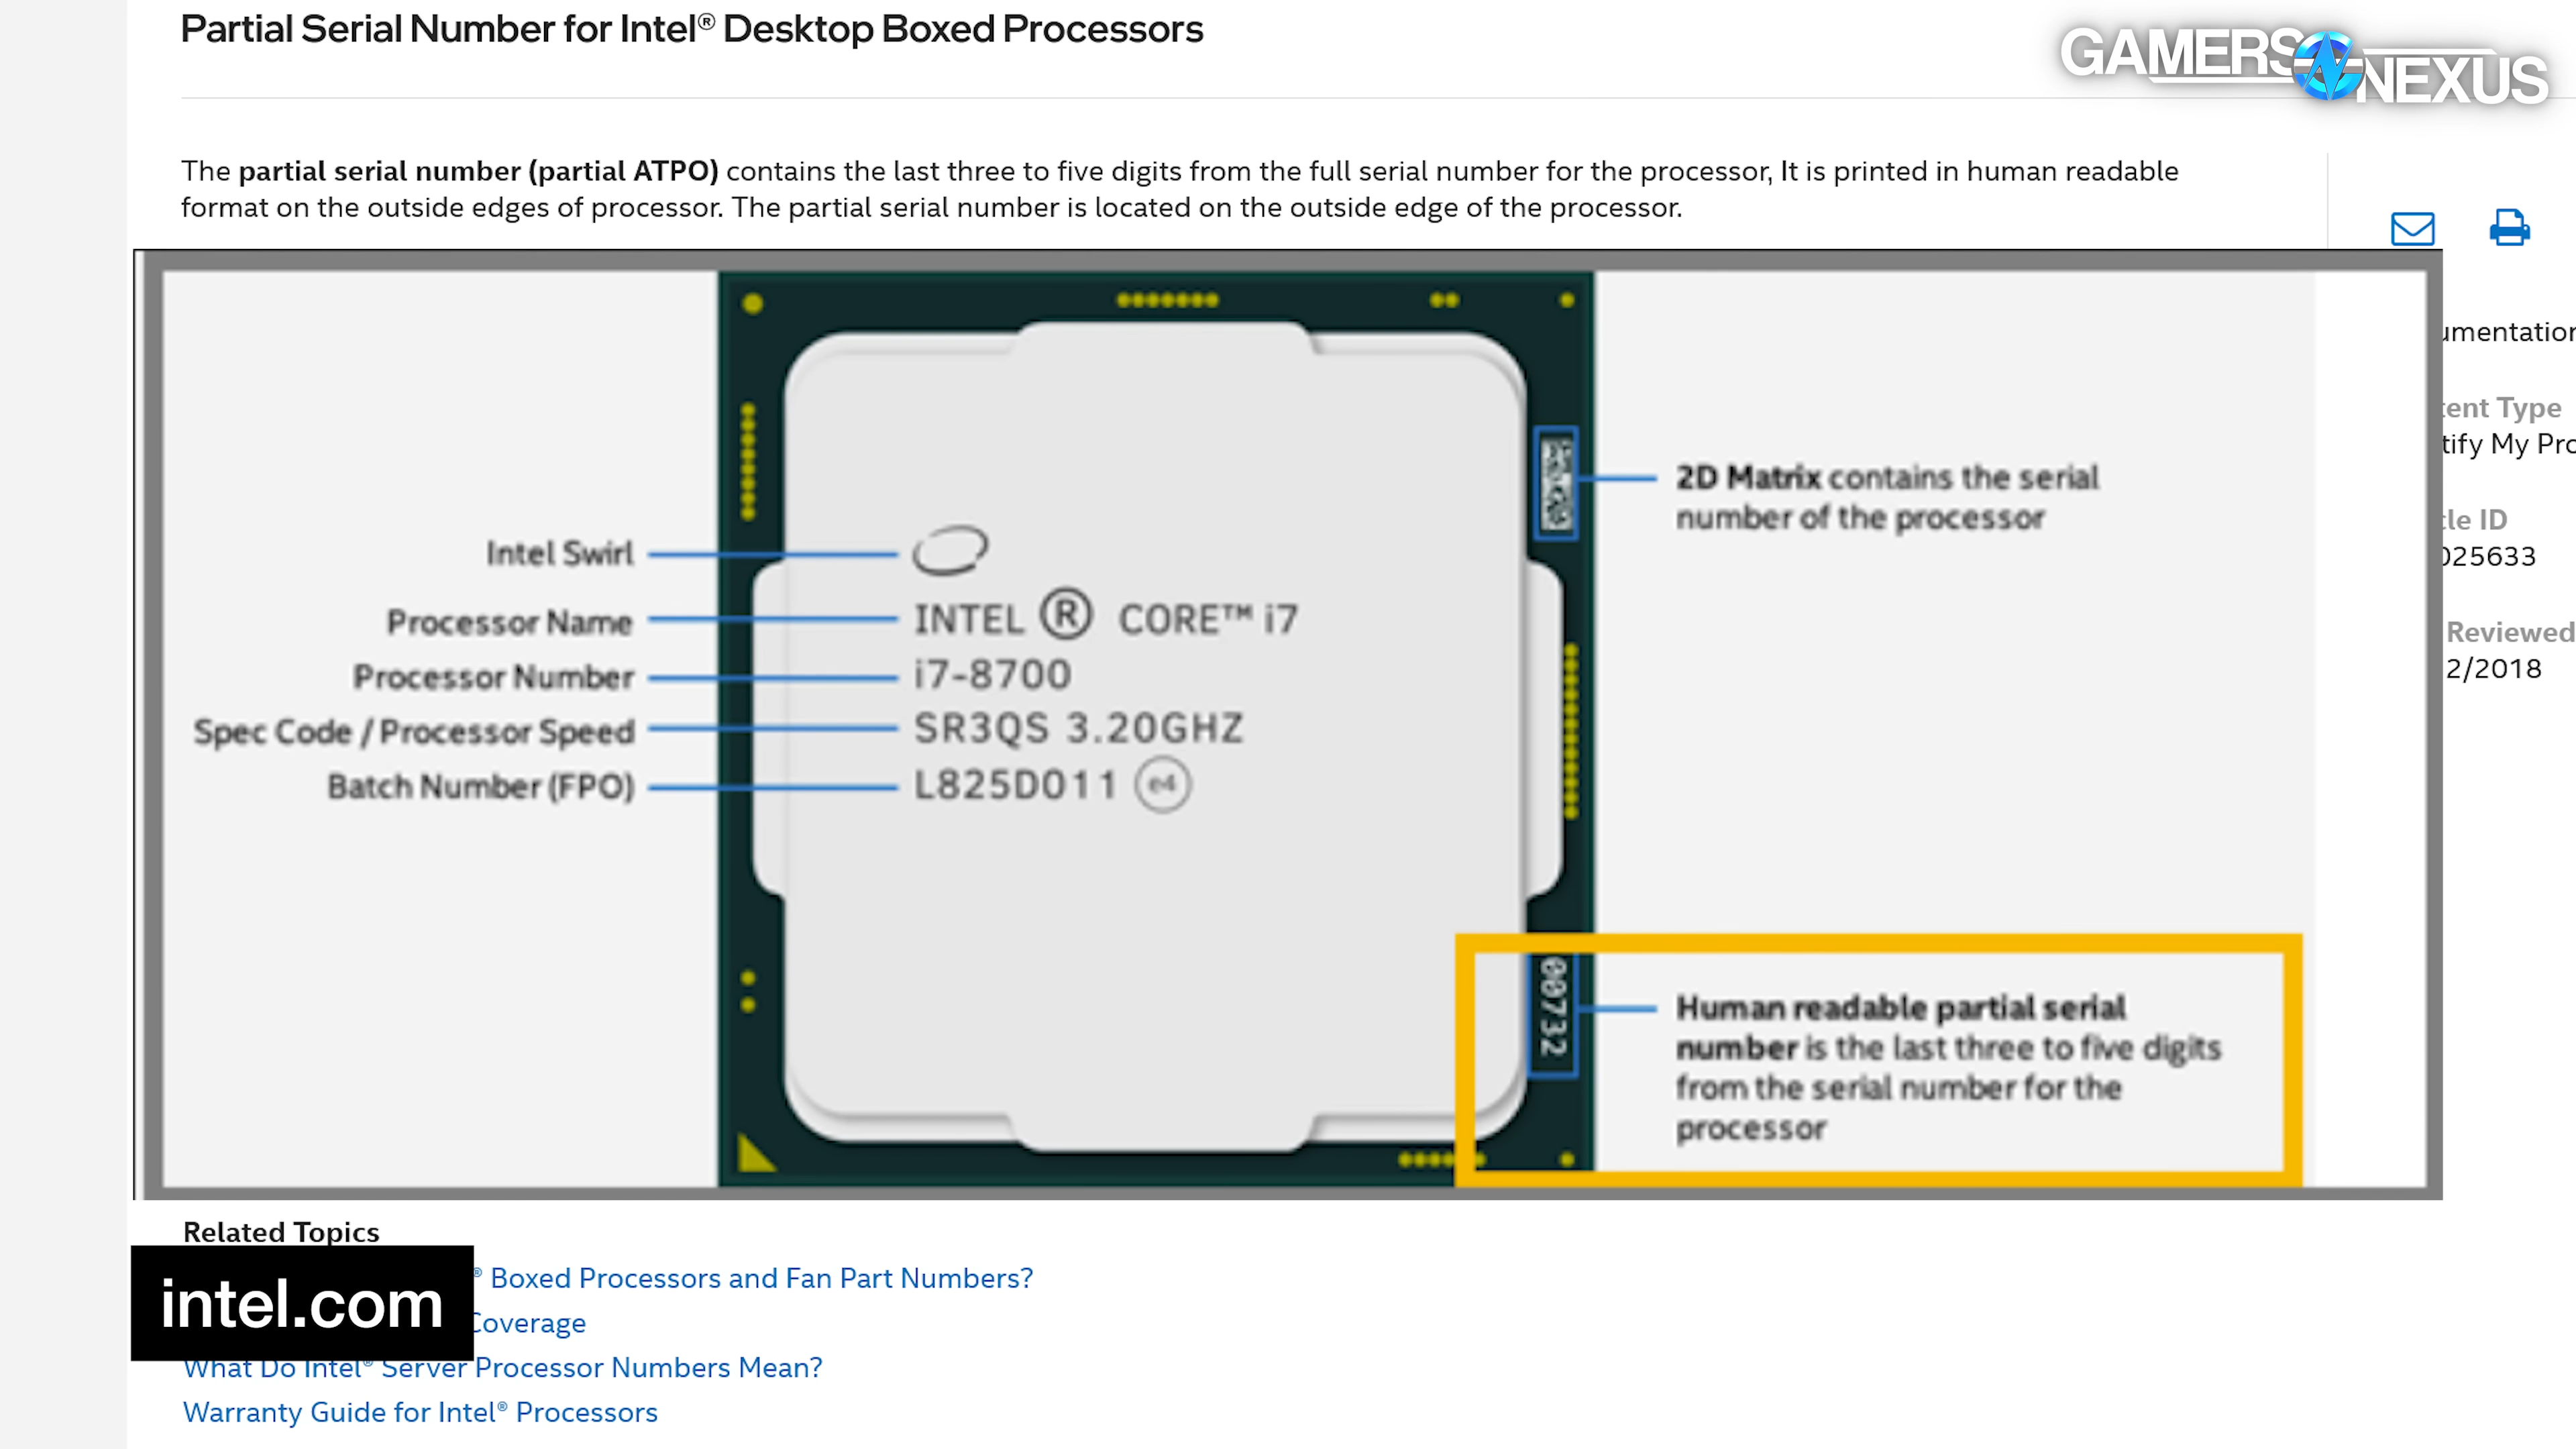 Partial Serial Number for Intel® Desktop Boxed Processors
GAMERS NEXUS
The partial serial number (partial ATPO) contains the last three to five digits from the full serial number for the processor, It is printed in human readable
format on the outside edges of processor. The partial serial number is located on the outside edge of the processor.
Intel Swirl
Processor Name
Processor Number
Spec Code / Processor Speed
Batch Number (FPO)
INTEL ® CORE™ i7
i7-8700
SR3QS 3.20GHZ
L825D011 e4
2D Matrix contains the serial
number of the processor
00732
Human readable partial serial
number is the last three to five digits
from the serial number for the
processor
umentation
tent Type
tify My Pro
cle ID
025633
Reviewed
2/2018
Related Topics
® Boxed Processors and Fan Part Numbers?
intel.com
Coverage
What Do Intel® Server Processor Numbers Mean?
Warranty Guide for Intel® Processors